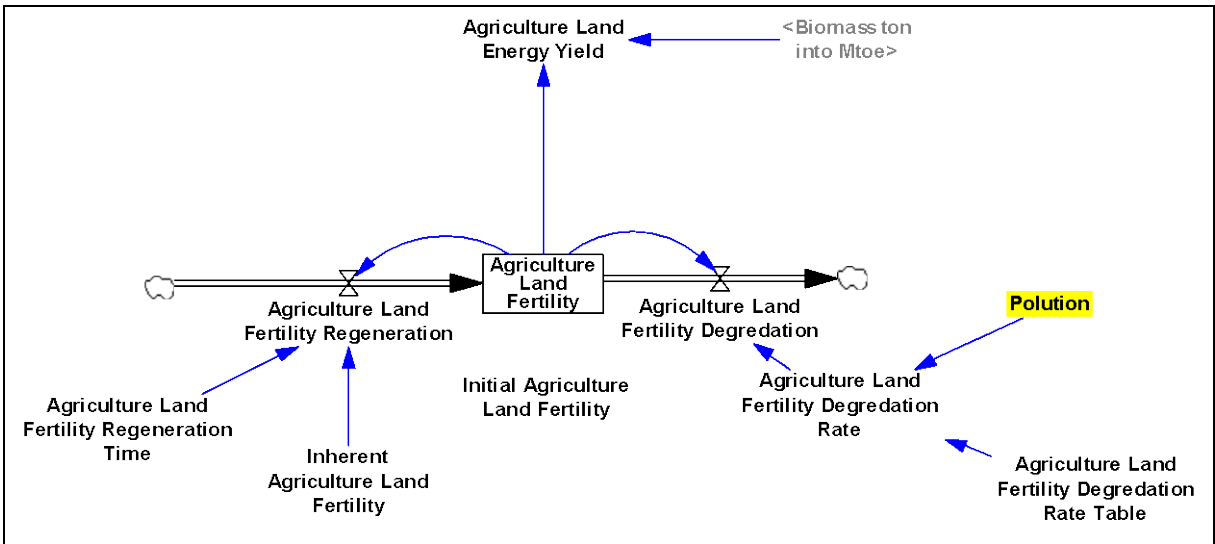 Agriculture Land
Energy Yield
<Biomass ton
into Mtoe>
Agriculture
Land
Fertility
Agriculture Land
Fertility Regeneration
Agriculture Land
Fertility Degredation
Polution
Initial Agriculture
Land Fertility
Agriculture Land
Fertility Degredation
Rate
Agriculture Land
Fertility Regeneration
Time
Inherent
Agriculture Land
Fertility
Agriculture Land
Fertility Degredation
Rate Table